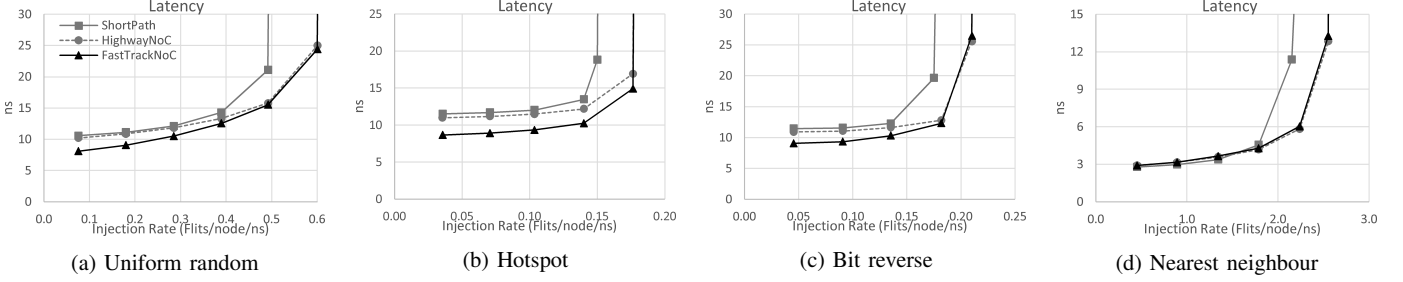 Latency
30
25
20
15
10
5
0
ns
ShortPath
HighwayNoC
FastTrackNoC
0.0 0.1 0.2 0.3 0.4 0.5 0.6
Injection Rate (Flits/node/ns)
(a) Uniform random
Latency
25
20
15
10
5
0
ns
0.00 0.05 0.10 0.15 0.20
Injection Rate (Flits/node/ns)
(b) Hotspot
Latency
30
25
20
15
10
5
0
ns
0.00 0.05 0.10 0.15 0.20 0.25
Injection Rate (Flits/node/ns)
(c) Bit reverse
Latency
15
12
9
6
3
0
ns
0.0 1.0 2.0 3.0
Injection Rate (Flits/node/ns)
(d) Nearest neighbour